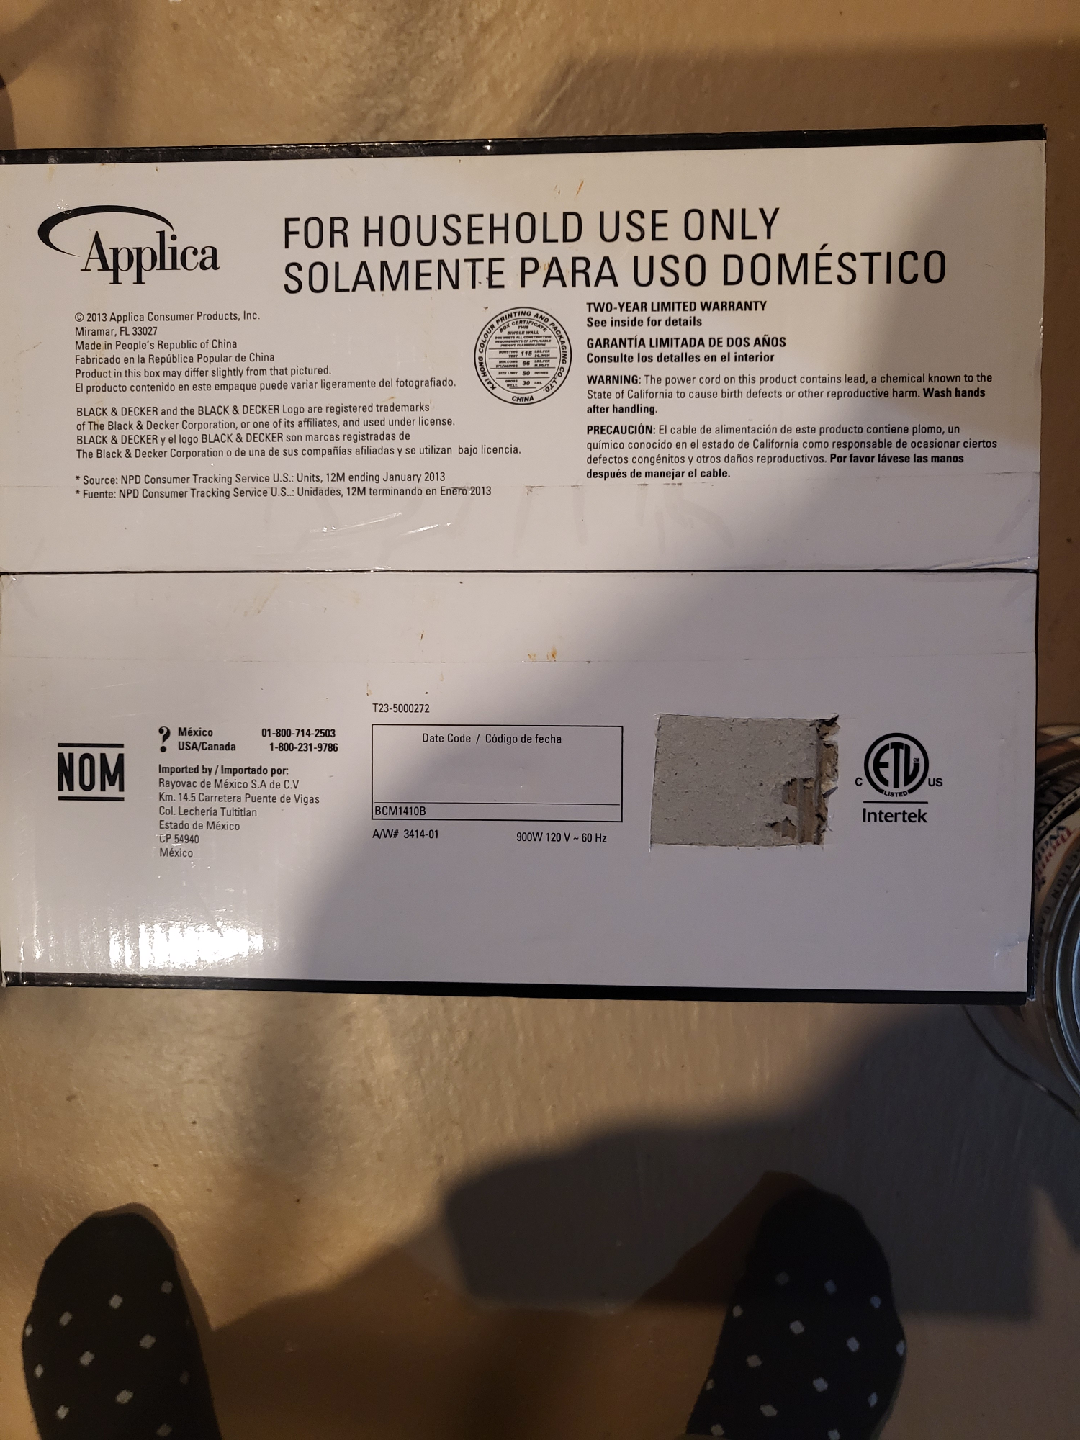 Applica
FOR HOUSEHOLD USE ONLY
SOLAMENTE PARA USO DOMÉSTICO
© 2013 Applica Consumer Products, Inc.
Miramar, FL 33027
Made in People's Republic of China
Fabricado en la República Popular de China
Product in this box may differ slightly from that pictured.
El producto contenido en este empaque puede variar ligeramente del fotografiado.
BLACK & DECKER and the BLACK & DECKER Logo are registered trademarks
of The Black & Decker Corporation, or one of its affiliates, and used under license.
BLACK & DECKER y el logo BLACK & DECKER son marcas registradas de
The Black & Decker Corporation o de una de sus compañías afiliadas y se utilizan bajo licencia.
* Source: NPD Consumer Tracking Service U.S.: Units, 12M ending January 2013
* Fuente: NPD Consumer Tracking Service U.S.: Unidades, 12M terminando en Enero 2013
KAI HONG COLOUR PRINTING AND PACKAGING CO.,LTD
BOX CERTIFICATE
CHINA
TWO-YEAR LIMITED WARRANTY
See inside for details
GARANTÍA LIMITADA DE DOS AÑOS
Consulte los detalles en el interior
WARNING: The power cord on this product contains lead, a chemical known to the
State of California to cause birth defects or other reproductive harm. Wash hands
after handling.
PRECAUCIÓN: El cable de alimentación de este producto contiene plomo, un
químico conocido en el estado de California como responsable de ocasionar ciertos
defectos congénitos y otros daños reproductivos. Por favor lávese las manos
después de manejar el cable.
NOM
? México 01-800-714-2503
USA/Canada 1-800-231-9786
Imported by / Importado por:
Rayovac de México S.A de C.V
Km. 14.5 Carretera Puente de Vigas
Col. Lechería Tultitlan
Estado de México
CP 54940
México
T23-5000272
Date Code / Código de fecha
BCM1410B
A/W# 3414-01 900W 120 V ~ 60 Hz
C ETL US
LISTED
Intertek